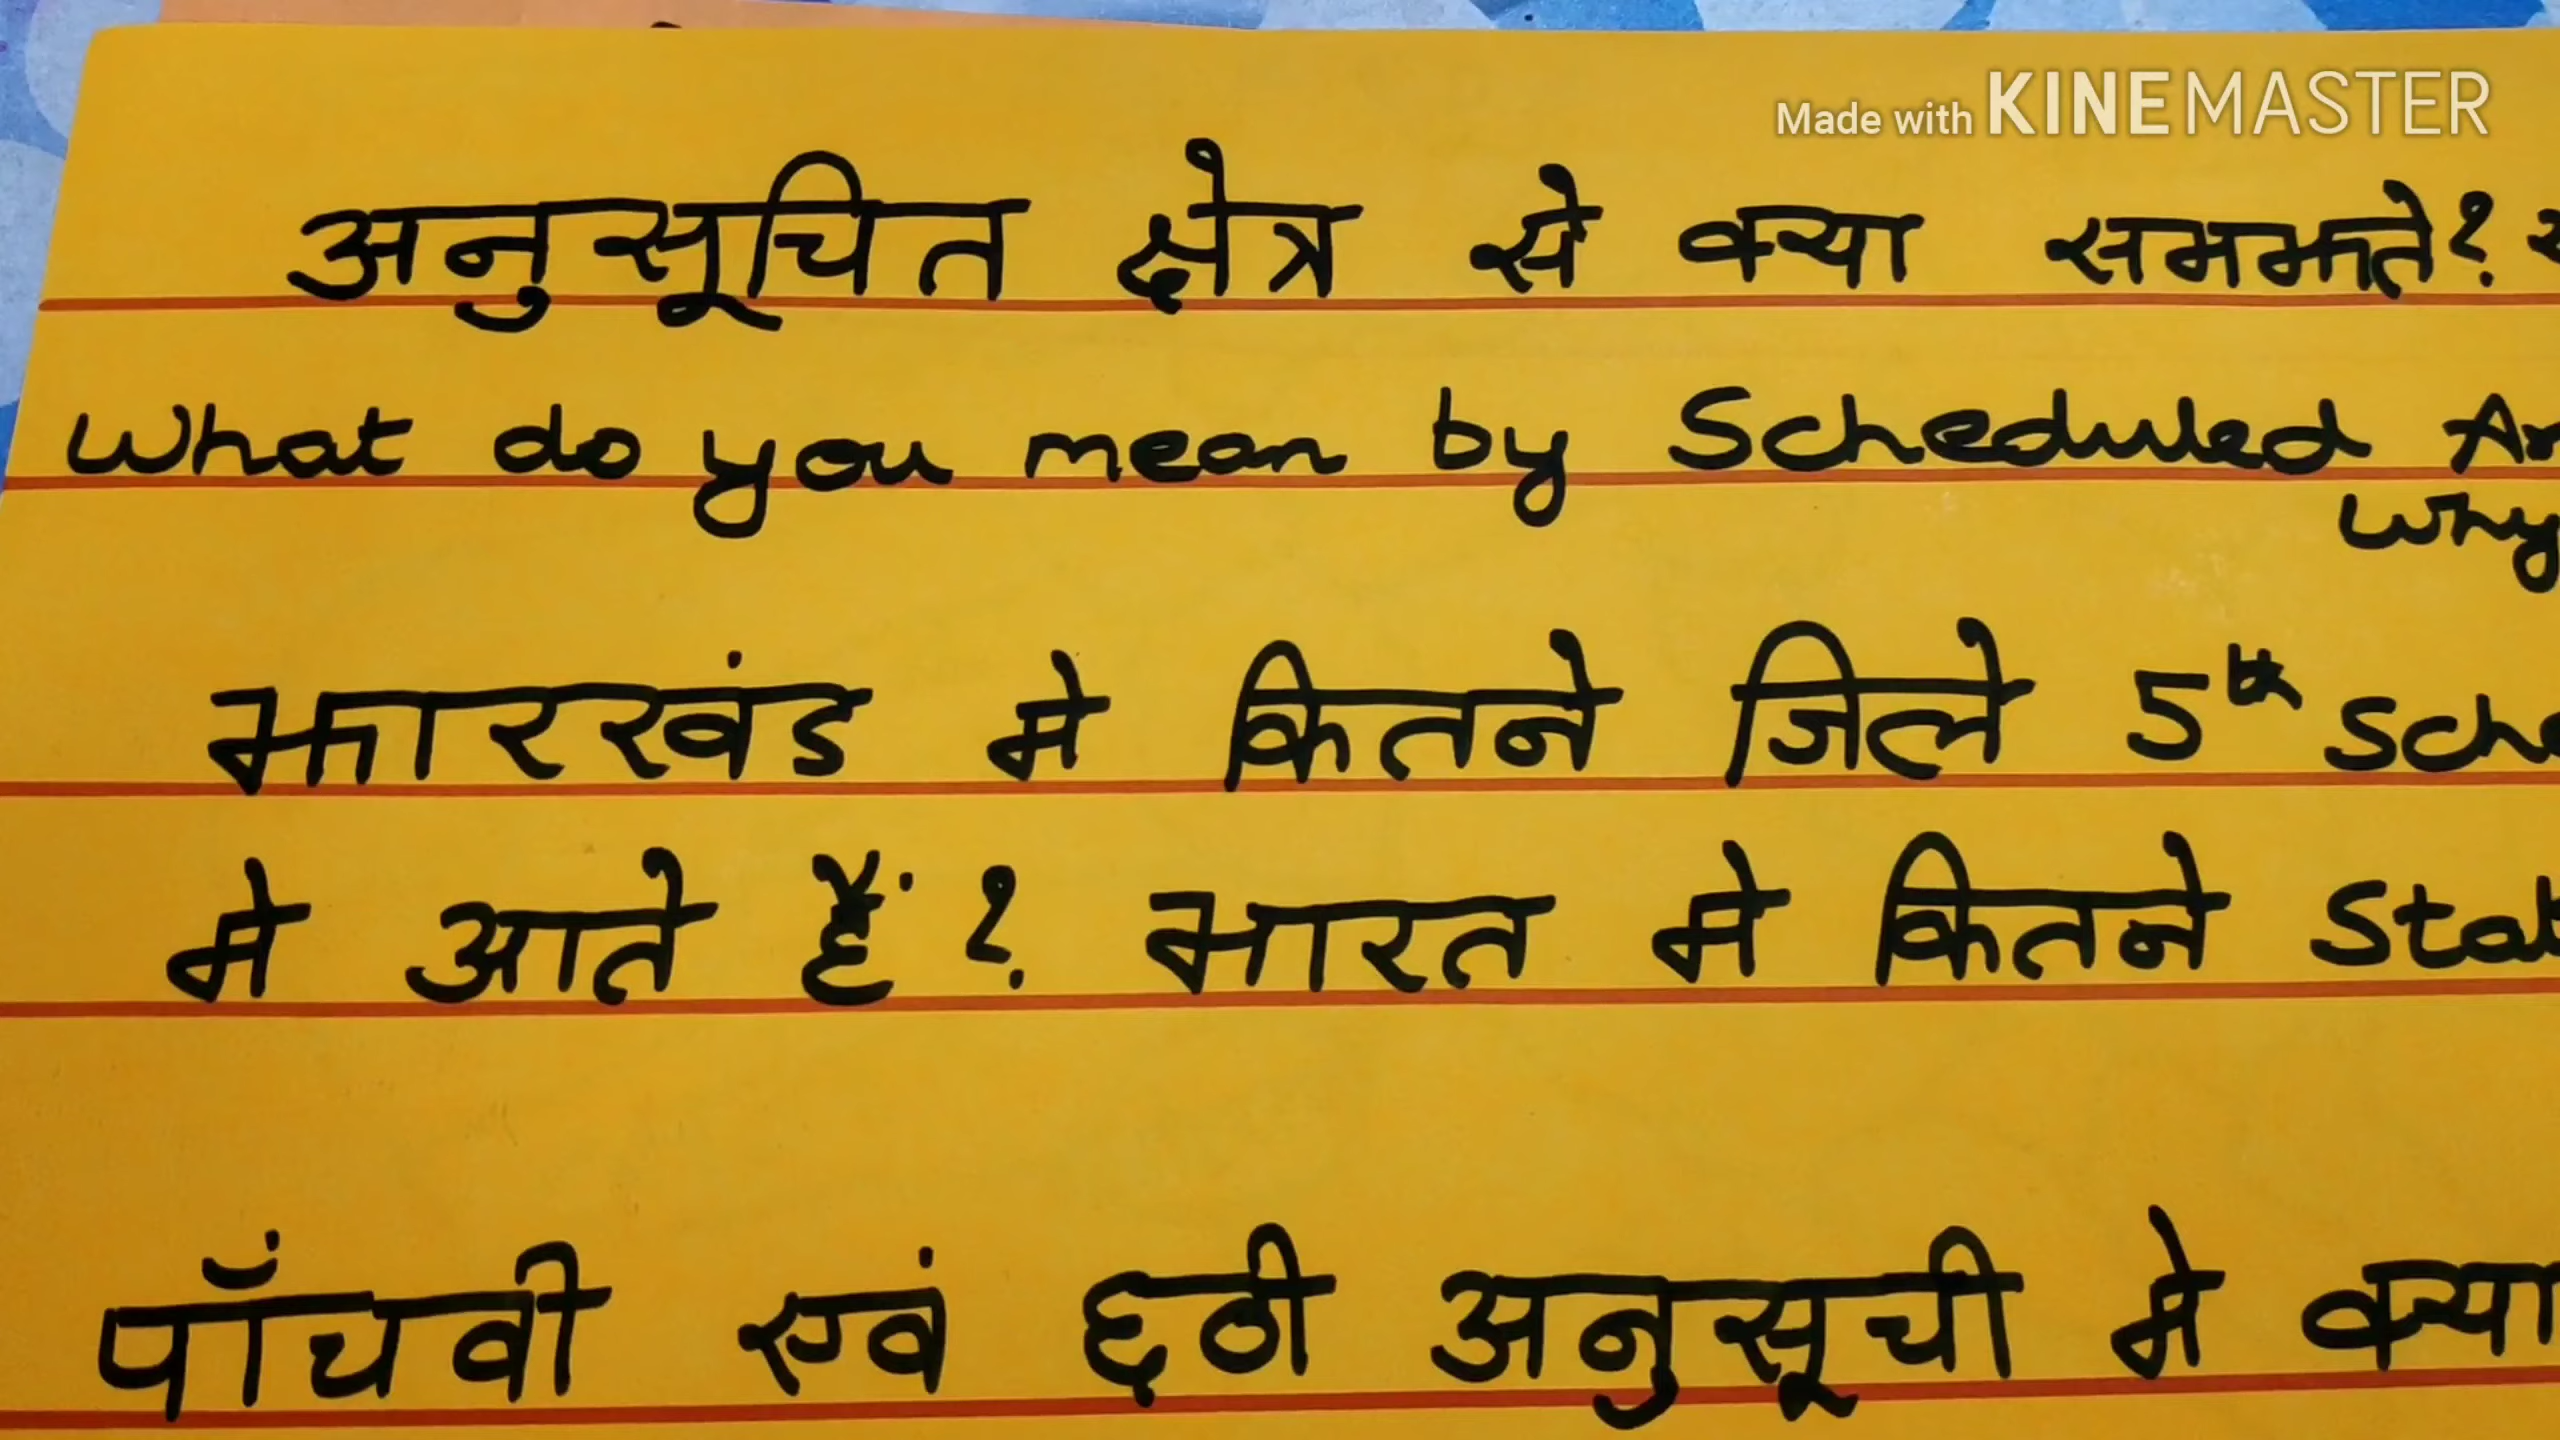 Made with KINEMASTER
अनुसूचित क्षेत्र से क्या समझते?
What do you mean by Scheduled
Why
झारखंड मे कितने जिले 5th
मे आते हैं? भारत मे कितने
पाँचवी एवं छठी अनुसूची मे क्या